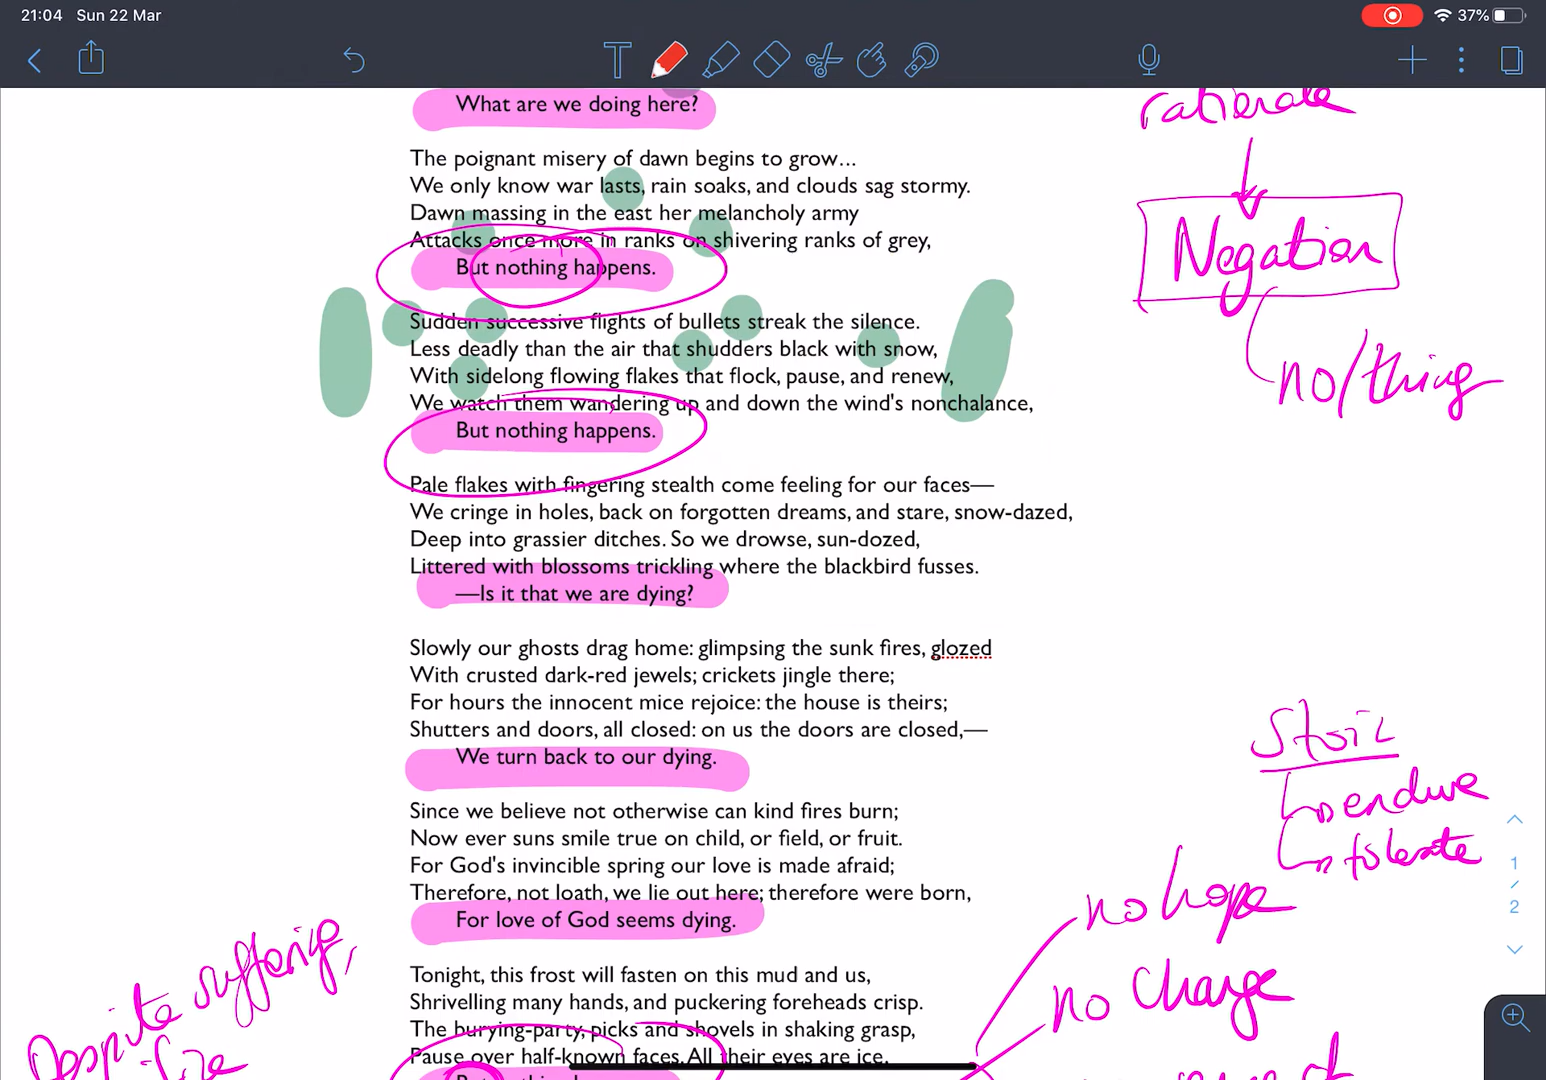 21:04 Sun 22 Mar
37%
What are we doing here?
The poignant misery of dawn begins to grow...
We only know war lasts, rain soaks, and clouds sag stormy.
Dawn massing in the east her melancholy army
Attacks once more in ranks on shivering ranks of grey,
But nothing happens.
Sudden successive flights of bullets streak the silence.
Less deadly than the air that shudders black with snow,
With sidelong flowing flakes that flock, pause, and renew,
We watch them wandering up and down the wind's nonchalance,
But nothing happens.
Pale flakes with fingering stealth come feeling for our faces—
We cringe in holes, back on forgotten dreams, and stare, snow-dazed,
Deep into grassier ditches. So we drowse, sun-dozed,
Littered with blossoms trickling where the blackbird fusses.
—Is it that we are dying?
Slowly our ghosts drag home: glimpsing the sunk fires, glozed
With crusted dark-red jewels; crickets jingle there;
For hours the innocent mice rejoice: the house is theirs;
Shutters and doors, all closed: on us the doors are closed,—
We turn back to our dying.
Since we believe not otherwise can kind fires burn;
Now ever suns smile true on child, or field, or fruit.
For God's invincible spring our love is made afraid;
Therefore, not loath, we lie out here; therefore were born,
For love of God seems dying.
Tonight, this frost will fasten on this mud and us,
Shrivelling many hands, and puckering foreheads crisp.
The burying-party, picks and shovels in shaking grasp,
Pause over half-known faces. All their eyes are ice,
Negation
no/thing
Stoic
endure
tolerate
no hope
no change
Despite suffering,
1
/
2